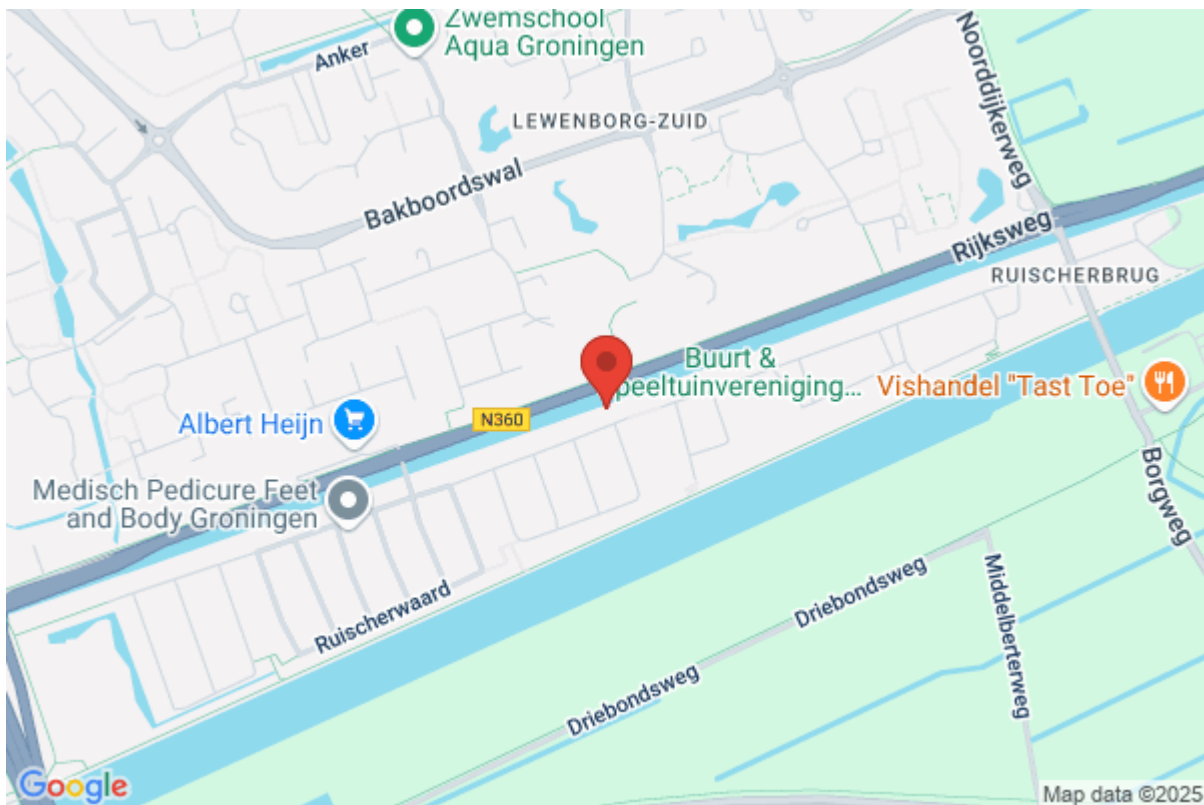 Zwemschool
Aqua Groningen
Anker
Noorddijkerweg
LEWENBORG-ZUID
Bakboordswal
Rijksweg
RUISCHERBRUG
Buurt &
peeltuinvereniging...
Vishandel "Tast Toe"
Albert Heijn
N360
Medisch Pedicure Feet
and Body Groningen
Borgweg
Ruischerwaard
Driebondsweg
Middelberterweg
Driebondsweg
Google
Map data ©2025